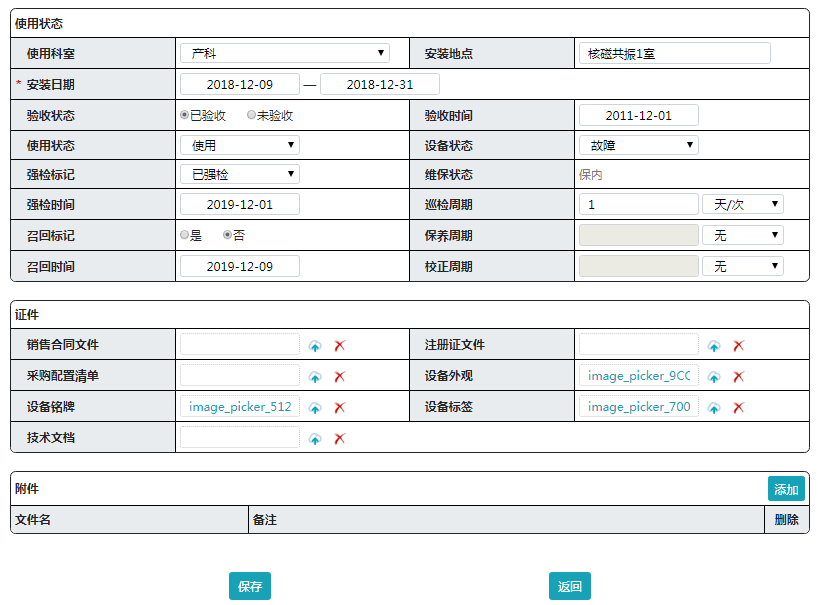 使用状态
使用科室 产科 安装地点 核磁共振1室
* 安装日期 2018-12-09 — 2018-12-31
验收状态 已验收 未验收 验收时间 2011-12-01
使用状态 使用 设备状态 故障
强检标记 已强检 维保状态 保内
强检时间 2019-12-01 巡检周期 1 天/次
召回标记 是 否 保养周期 无
召回时间 2019-12-09 校正周期 无
证件
销售合同文件 注册证文件
采购配置清单 设备外观 image_picker_9CC
设备铭牌 image_picker_512 设备标签 image_picker_700
技术文档
附件 添加
文件名 备注 删除
保存 返回